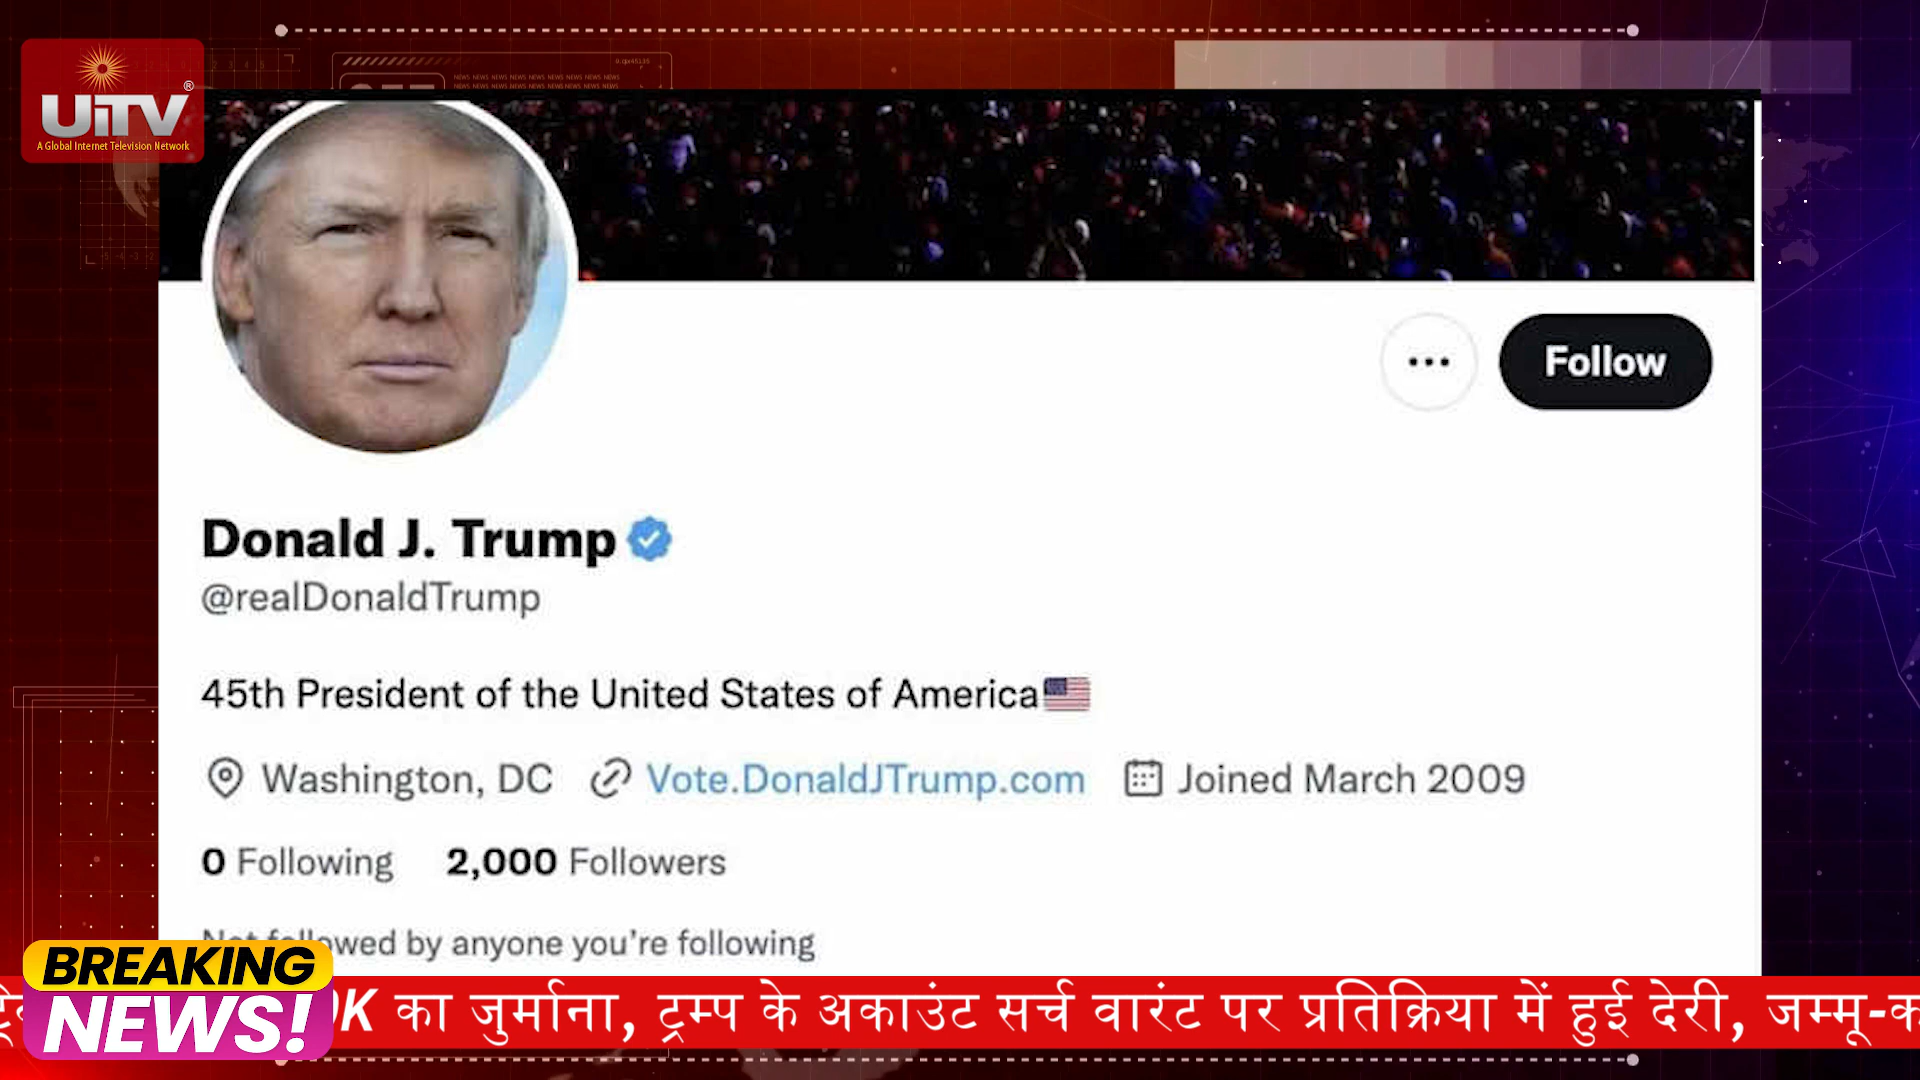 UiTV®
A Global Internet Television Network
Donald J. Trump
@realDonaldTrump
45th President of the United States of America
Washington, DC Vote.DonaldJTrump.com Joined March 2009
0 Following 2,000 Followers
followed by anyone you're following
Follow
BREAKING
NEWS!
का जुर्माना, ट्रम्प के अकाउंट सर्च वारंट पर प्रतिक्रिया में हुई देरी, जम्मू-क